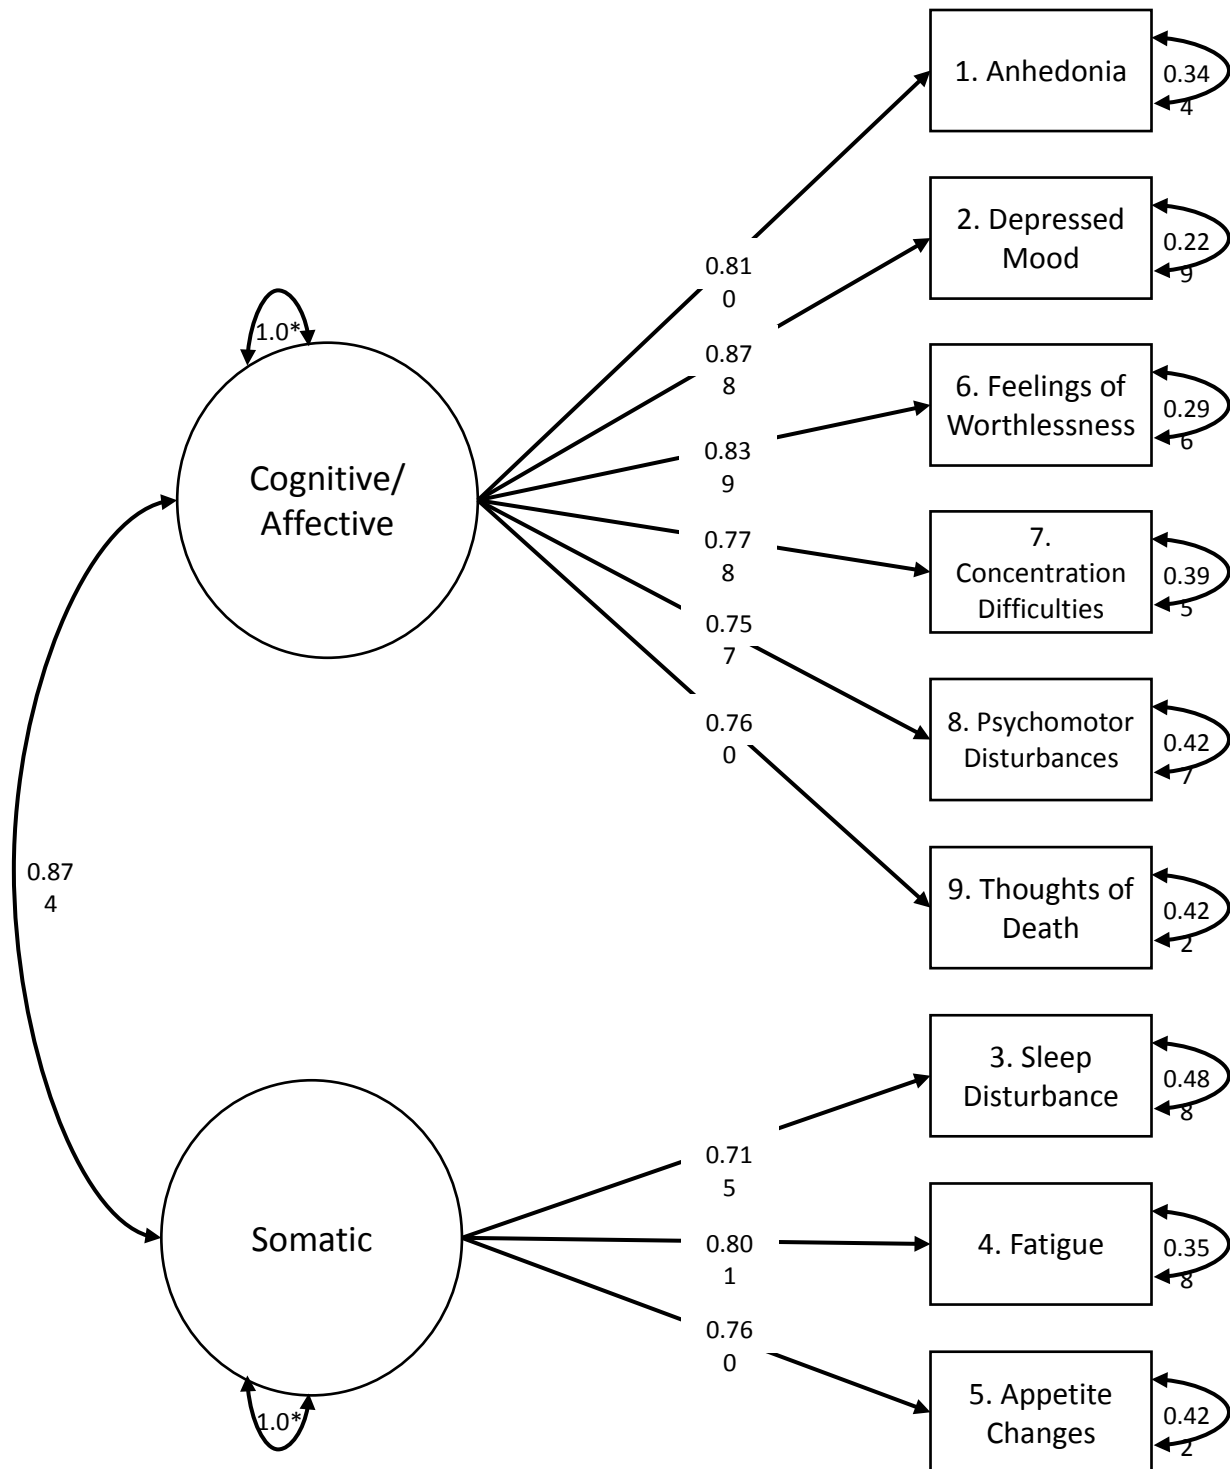 1. Anhedonia
0.34
4
2. Depressed
Mood
0.22
9
0.81
0
1.0*
0.87
8
6. Feelings of
Worthlessness
0.29
6
0.83
9
Cognitive/
Affective
0.77
8
7.
Concentration
Difficulties
0.39
5
0.75
7
8. Psychomotor
Disturbances
0.42
7
0.76
0
0.87
4
9. Thoughts of
Death
0.42
2
3. Sleep
Disturbance
0.48
8
0.71
5
Somatic
0.80
1
4. Fatigue
0.35
8
0.76
0
1.0*
5. Appetite
Changes
0.42
2